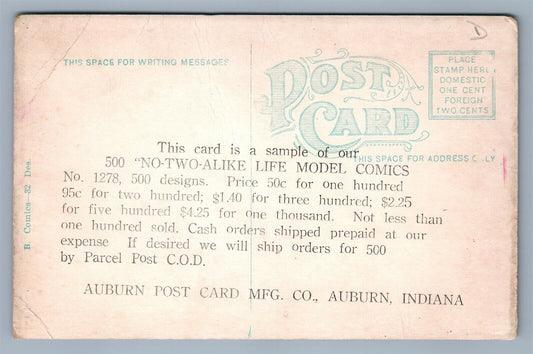 THIS SPACE FOR WRITING MESSAGES
POST
CARD
PLACE
STAMP HERE
DOMESTIC
ONE CENT
FOREIGN
TWO CENTS
THIS SPACE FOR ADDRESS ONLY
B. Comics—32 Des.
This card is a sample of our
500 "NO-TWO-ALIKE LIFE MODEL COMICS
No. 1278, 500 designs. Price 50c for one hundred
95c for two hundred; $1.40 for three hundred; $2.25
for five hundred $4.25 for one thousand. Not less than
one hundred sold. Cash orders shipped prepaid at our
expense If desired we will ship orders for 500
by Parcel Post C.O.D.
AUBURN POST CARD MFG. CO., AUBURN, INDIANA